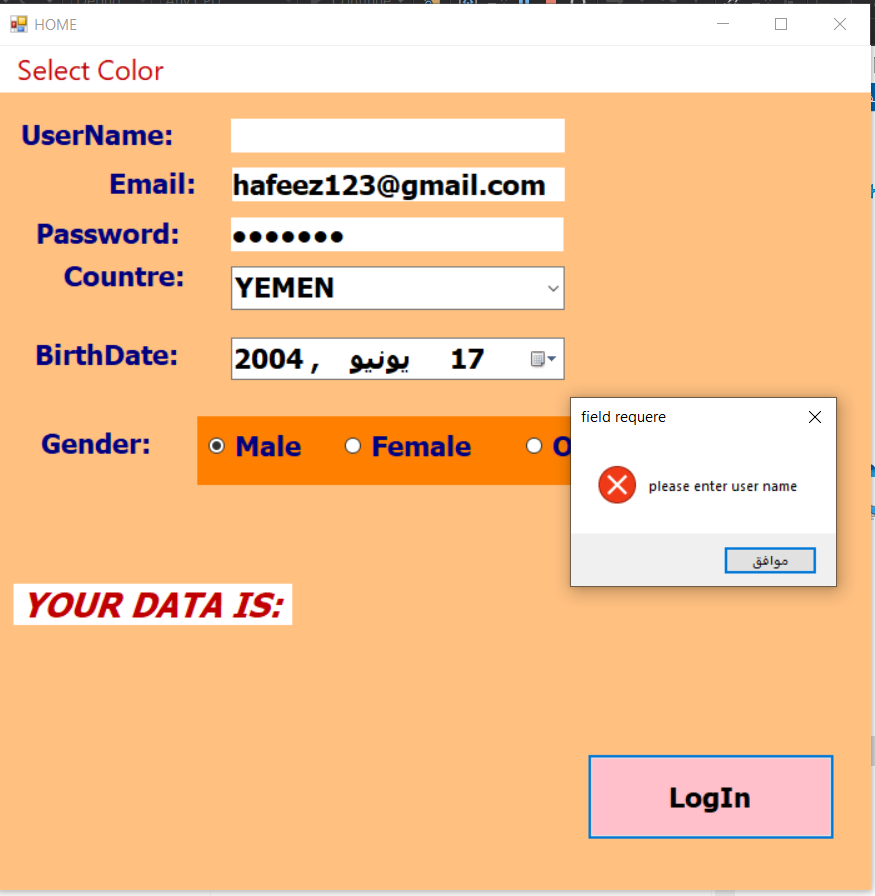 HOME
Select Color
UserName:
Email: hafeez123@gmail.com
Password: •••••••
Countre: YEMEN
BirthDate: 17 يونيو , 2004
Gender: Male Female
field requere
please enter user name
موافق
YOUR DATA IS:
LogIn